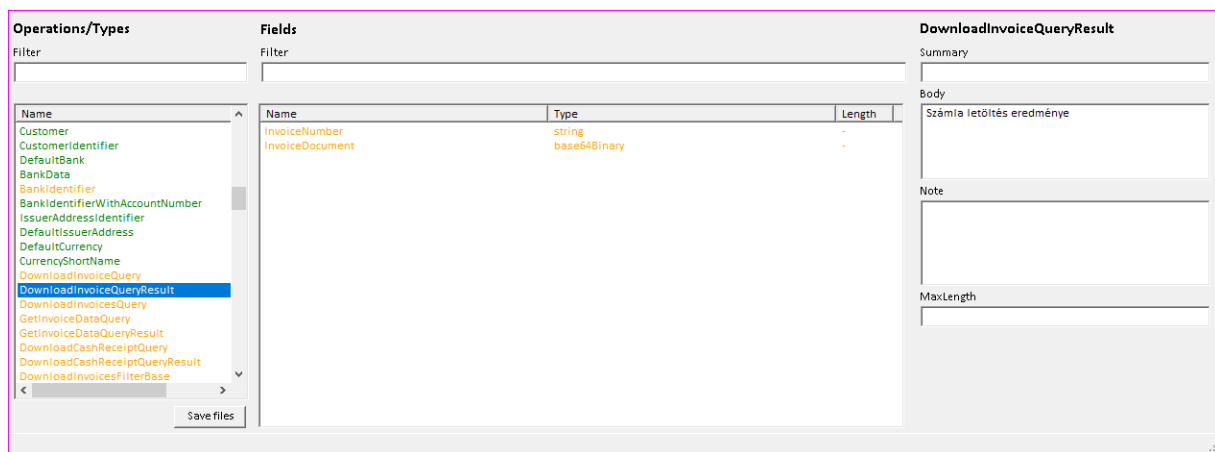 Operations/Types
Filter
Name
Customer
CustomerIdentifier
DefaultBank
BankData
BankIdentifier
BankIdentifierWithAccountNumber
IssuerAddressIdentifier
DefaultIssuerAddress
DefaultCurrency
CurrencyShortName
DownloadInvoiceQuery
DownloadInvoiceQueryResult
DownloadInvoicesQuery
GetInvoiceDataQuery
GetInvoiceDataQueryResult
DownloadCashReceiptQuery
DownloadCashReceiptQueryResult
DownloadInvoicesFilterBase
Save files
Fields
Filter
Name Type Length
InvoiceNumber string -
InvoiceDocument base64Binary -
DownloadInvoiceQueryResult
Summary
Body
Számla letöltés eredménye
Note
MaxLength